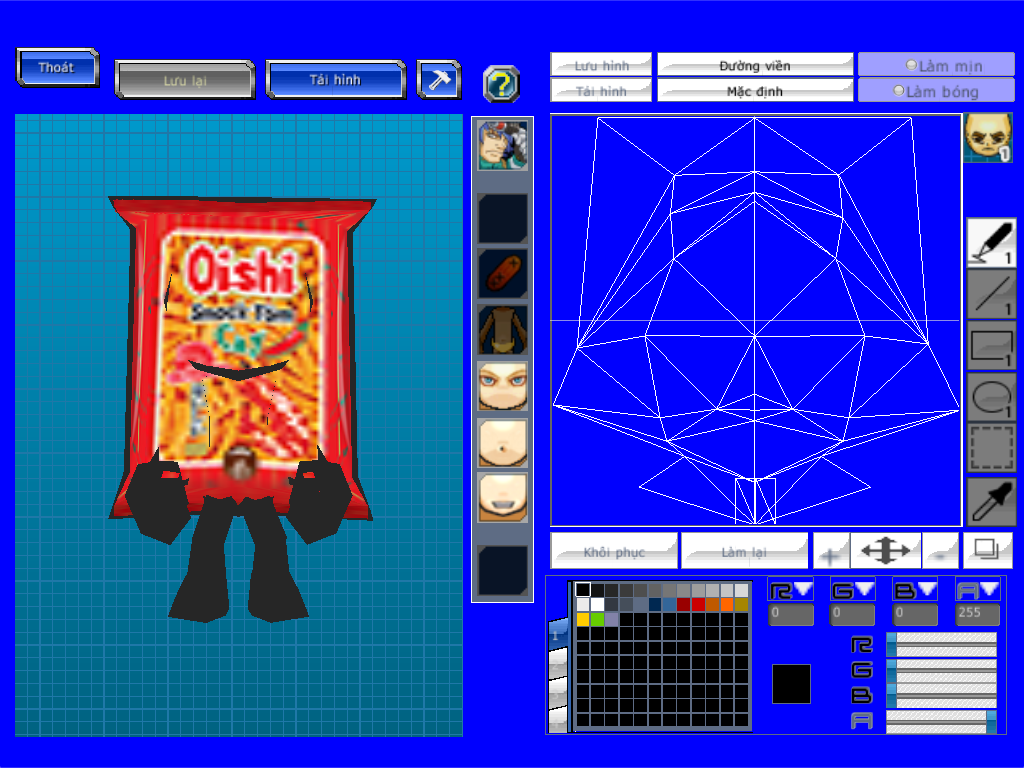 Thoát
Lưu lại
Tải hình
Lưu hình
Đường viền
Làm mịn
Tải hình
Mặc định
Làm bóng
Oishi
Snack Tôm
Cay
1
1
1
1
1
Khôi phục
Làm lại
R
G
B
A
0
0
0
255
1
R
G
B
A